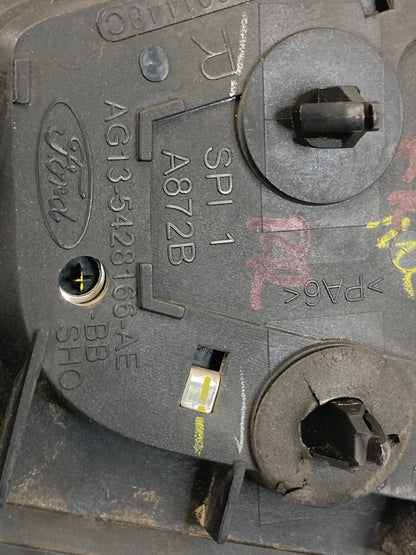 Ford
AG13-5428166-AE
-BB
SHO
SPI 1
A872B
>PA6<